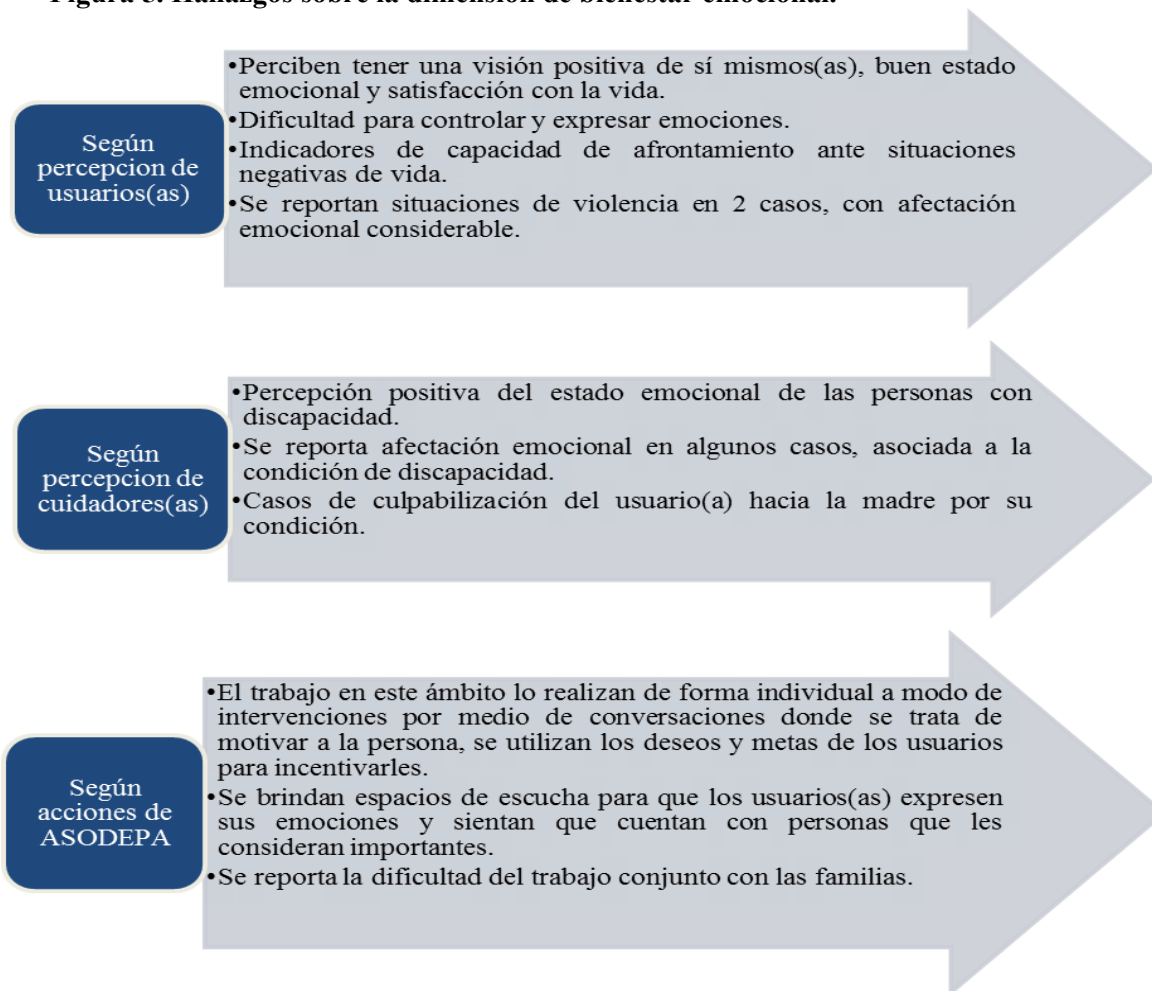 Figura 3. Hallazgos sobre la dimensión de bienestar emocional.
Según
percepcion de
usuarios(as)
•Perciben tener una visión positiva de sí mismos(as), buen estado
emocional y satisfacción con la vida.
•Dificultad para controlar y expresar emociones.
•Indicadores de capacidad de afrontamiento ante situaciones
negativas de vida.
•Se reportan situaciones de violencia en 2 casos, con afectación
emocional considerable.
Según
percepcion de
cuidadores(as)
•Percepción positiva del estado emocional de las personas con
discapacidad.
•Se reporta afectación emocional en algunos casos, asociada a la
condición de discapacidad.
•Casos de culpabilización del usuario(a) hacia la madre por su
condición.
Según
acciones de
ASODEPA
•El trabajo en este ámbito lo realizan de forma individual a modo de
intervenciones por medio de conversaciones donde se trata de
motivar a la persona, se utilizan los deseos y metas de los usuarios
para incentivarles.
•Se brindan espacios de escucha para que los usuarios(as) expresen
sus emociones y sientan que cuentan con personas que les
consideran importantes.
•Se reporta la dificultad del trabajo conjunto con las familias.